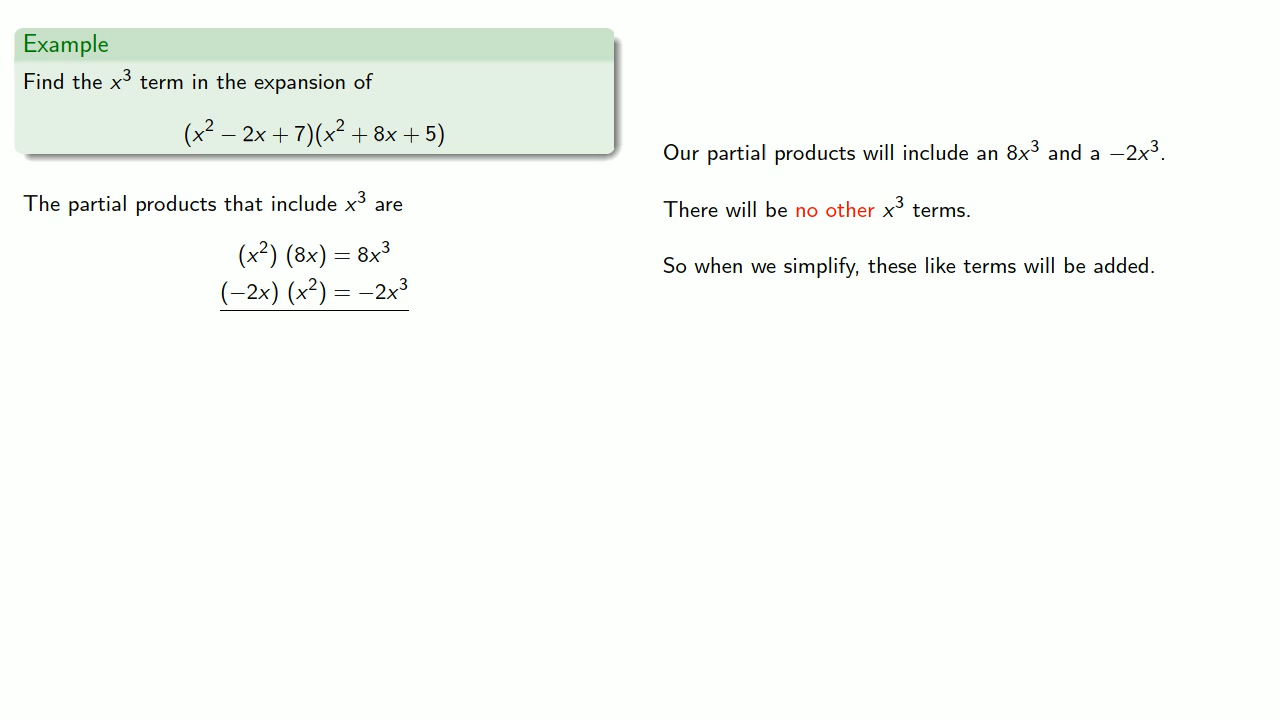 Example
Find the x³ term in the expansion of
(x² − 2x + 7)(x² + 8x + 5)
The partial products that include x³ are
(x²) (8x) = 8x³
(−2x) (x²) = −2x³
Our partial products will include an 8x³ and a −2x³.
There will be no other x³ terms.
So when we simplify, these like terms will be added.